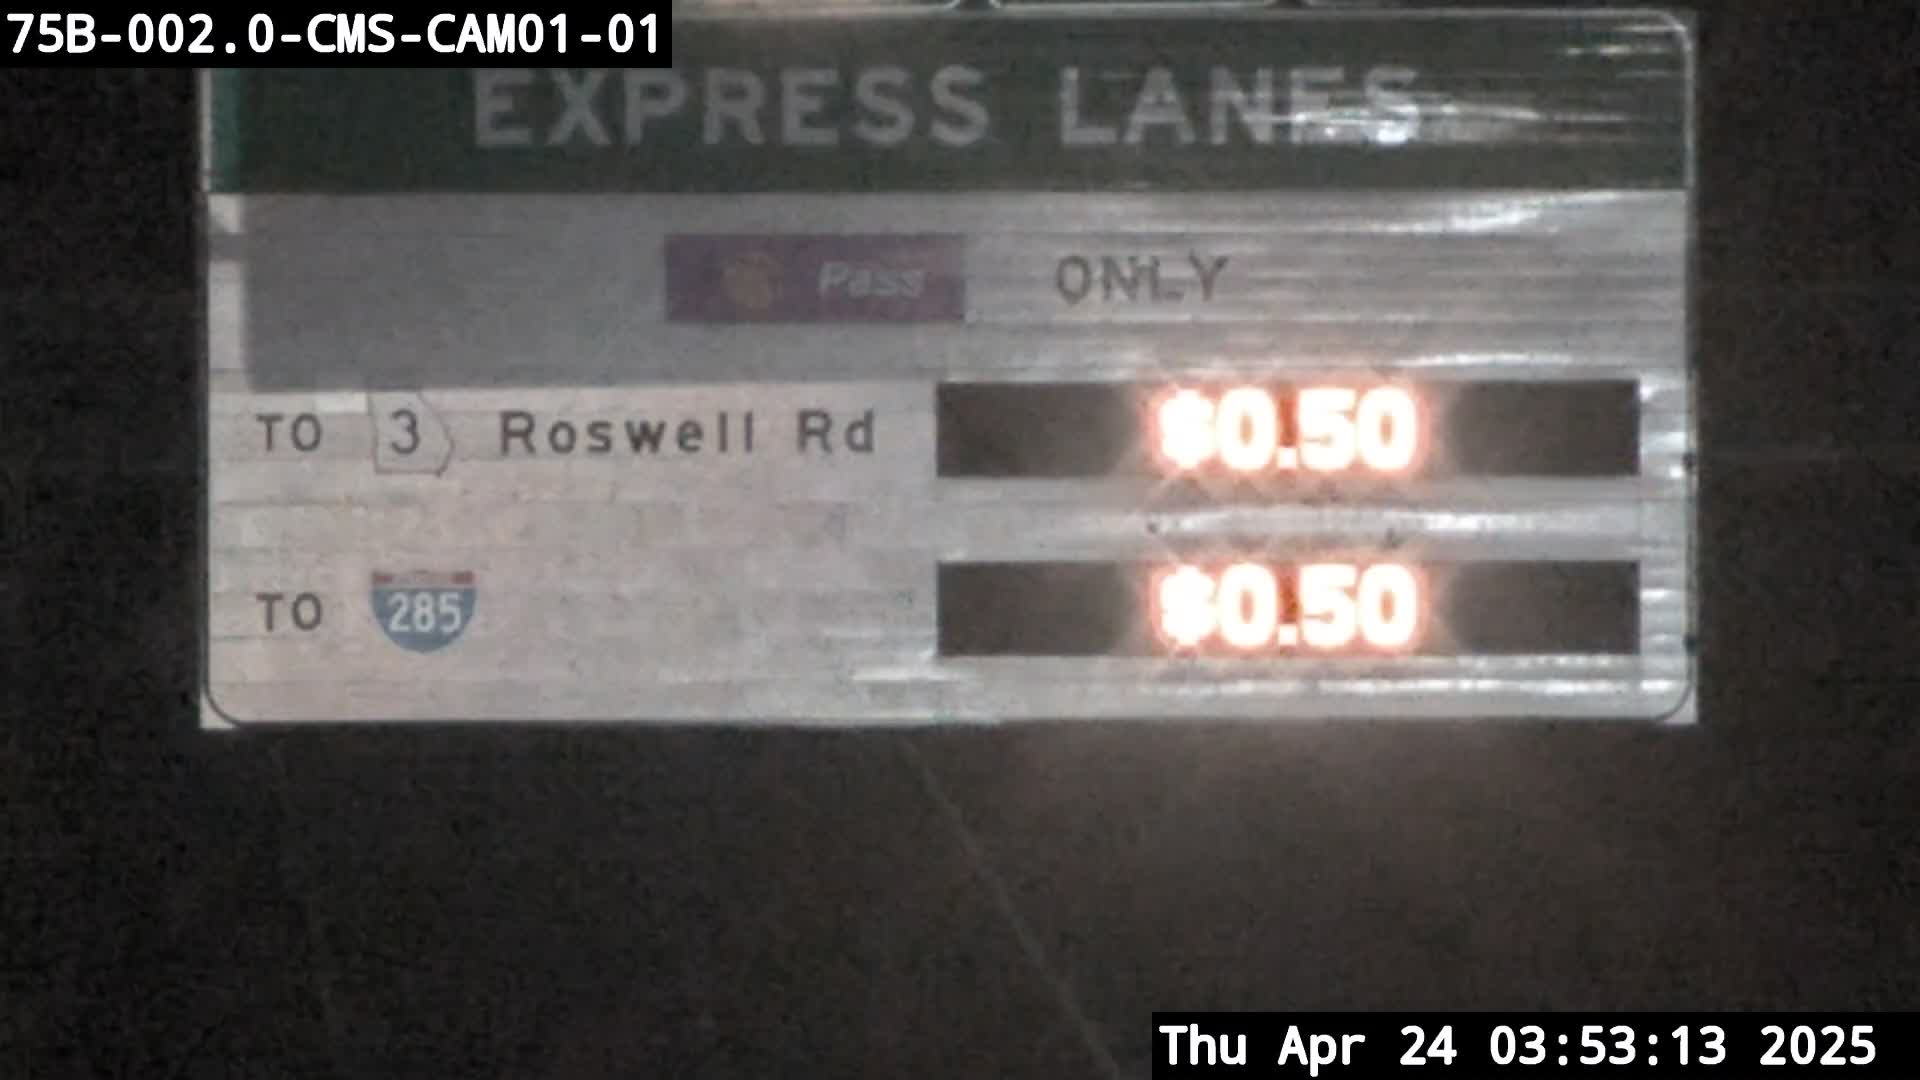 75B-002.0-CMS-CAM01-01
EXPRESS LANES
Pass ONLY
TO 3 Roswell Rd $0.50
TO 285 $0.50
Thu Apr 24 03:53:13 2025